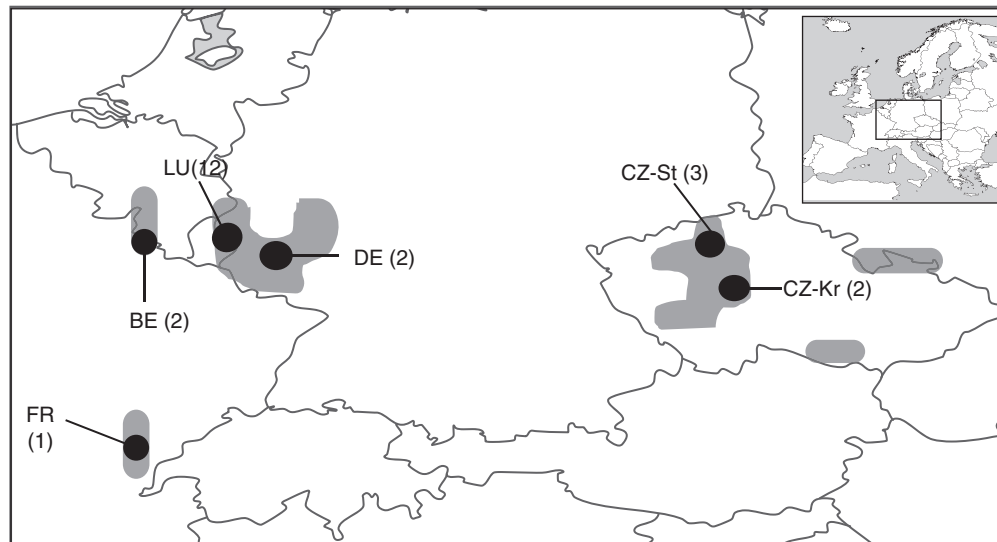 LU(12)
CZ-St (3)
DE (2)
CZ-Kr (2)
BE (2)
FR
(1)